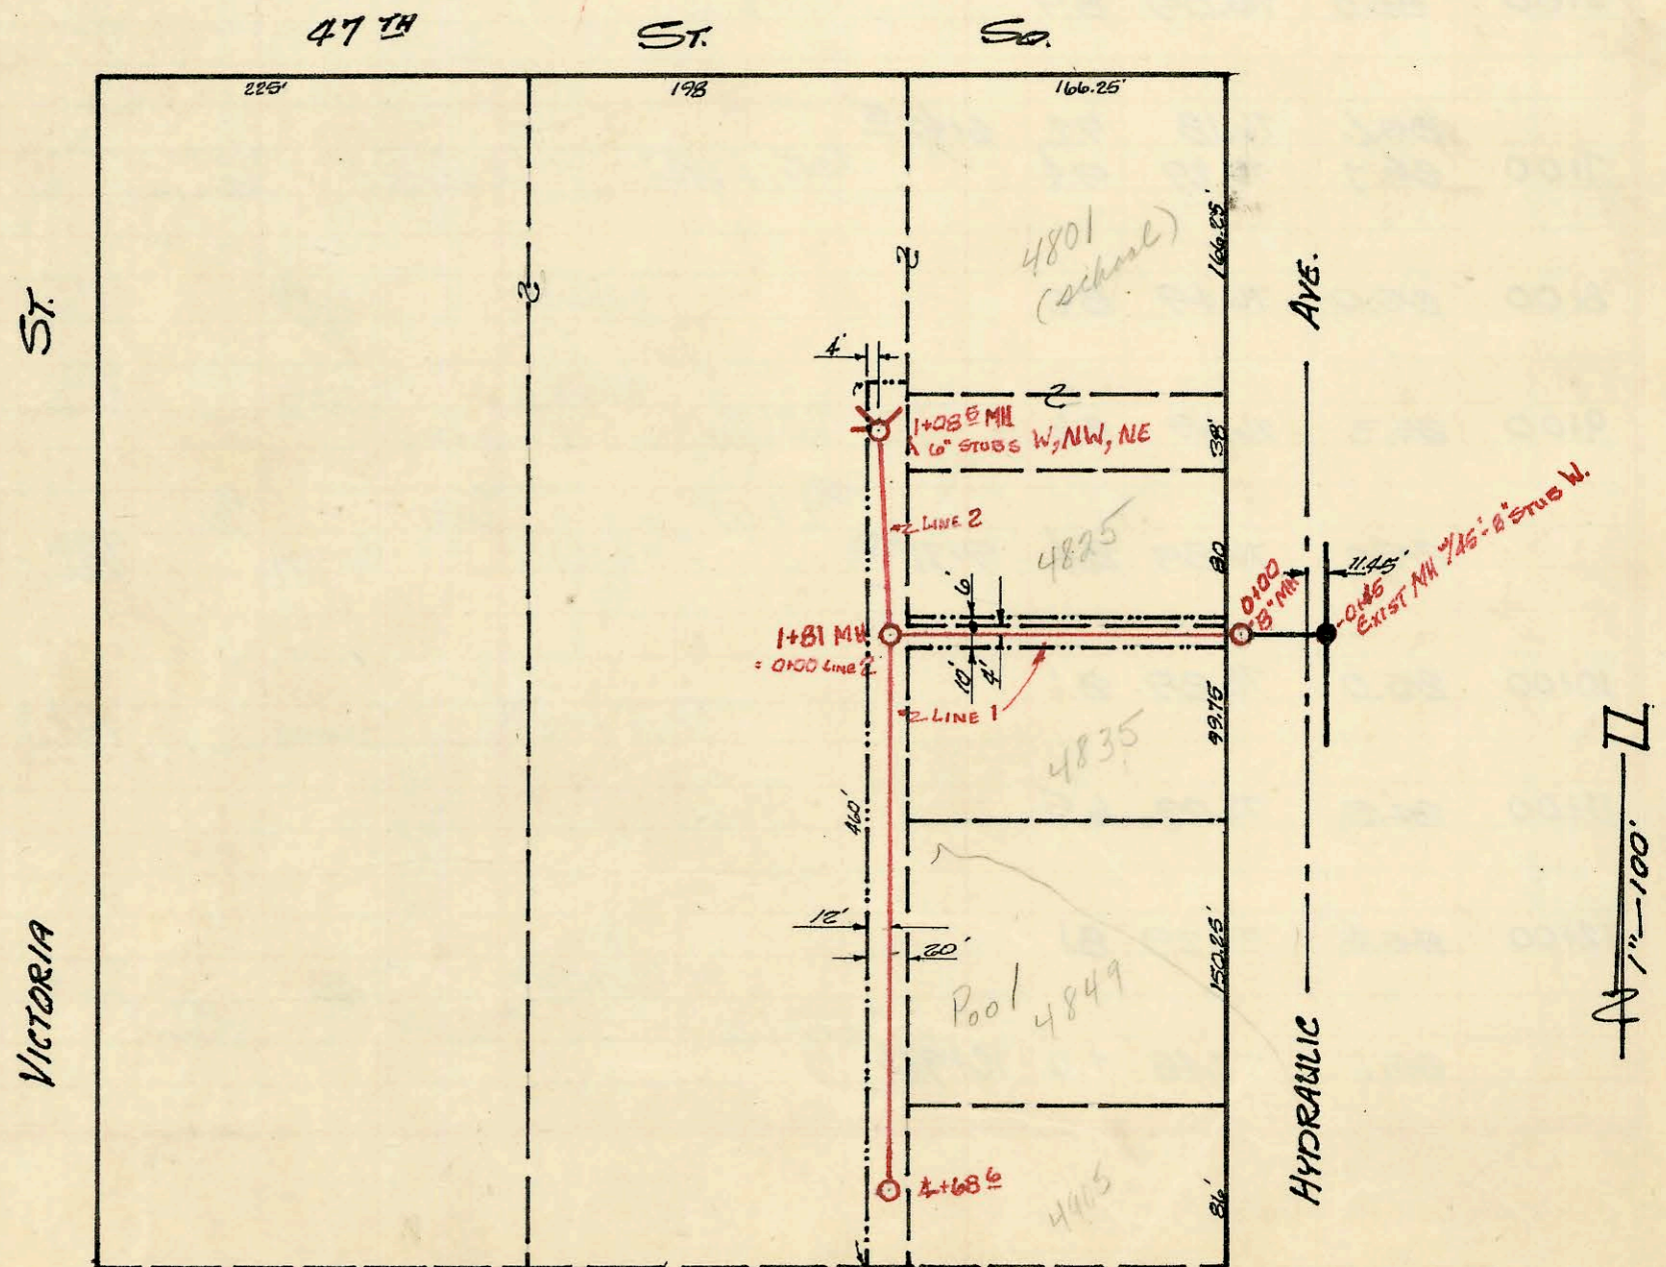 47 TH ST. SO.
225'
198
166.25'
166.25'
4801
(school)
ST.
AVE.
4'
1+08 5 MH
6" STUBS W, NW, NE
38'
LINE 2
4825
80
6'
11.45'
0+00
8" MH
-0+45
EXIST MH W/45'-8" STUB W.
1+81 MH
= 0+00 LINE 2
10'
4'
LINE 1
99.75
4835
460'
1"—100'
12'
20'
150.25'
Pool 4849
VICTORIA
HYDRAULIC
4+68 6
86'